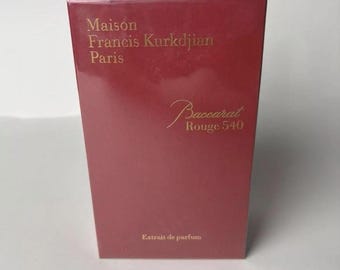 Maison
Francis Kurkdjian
Paris
Baccarat
Rouge 540
Extrait de parfum